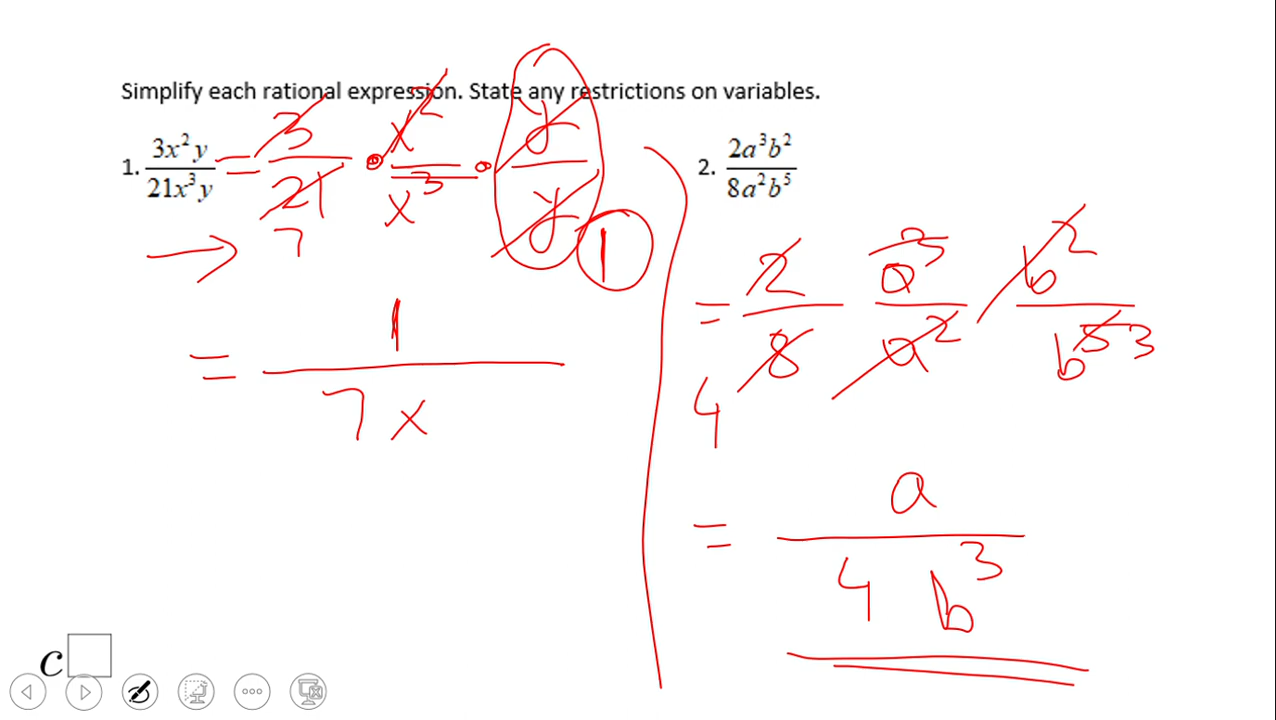 Simplify each rational expression. State any restrictions on variables.
1. 3x²y / 21x³y = 3/21 • x²/x³ • y/y
7
1
= 1 / 7x
2. 2a³b² / 8a²b⁵
= 2/8 a³/a² b²/b⁵ 3
4
= a / 4b³
c